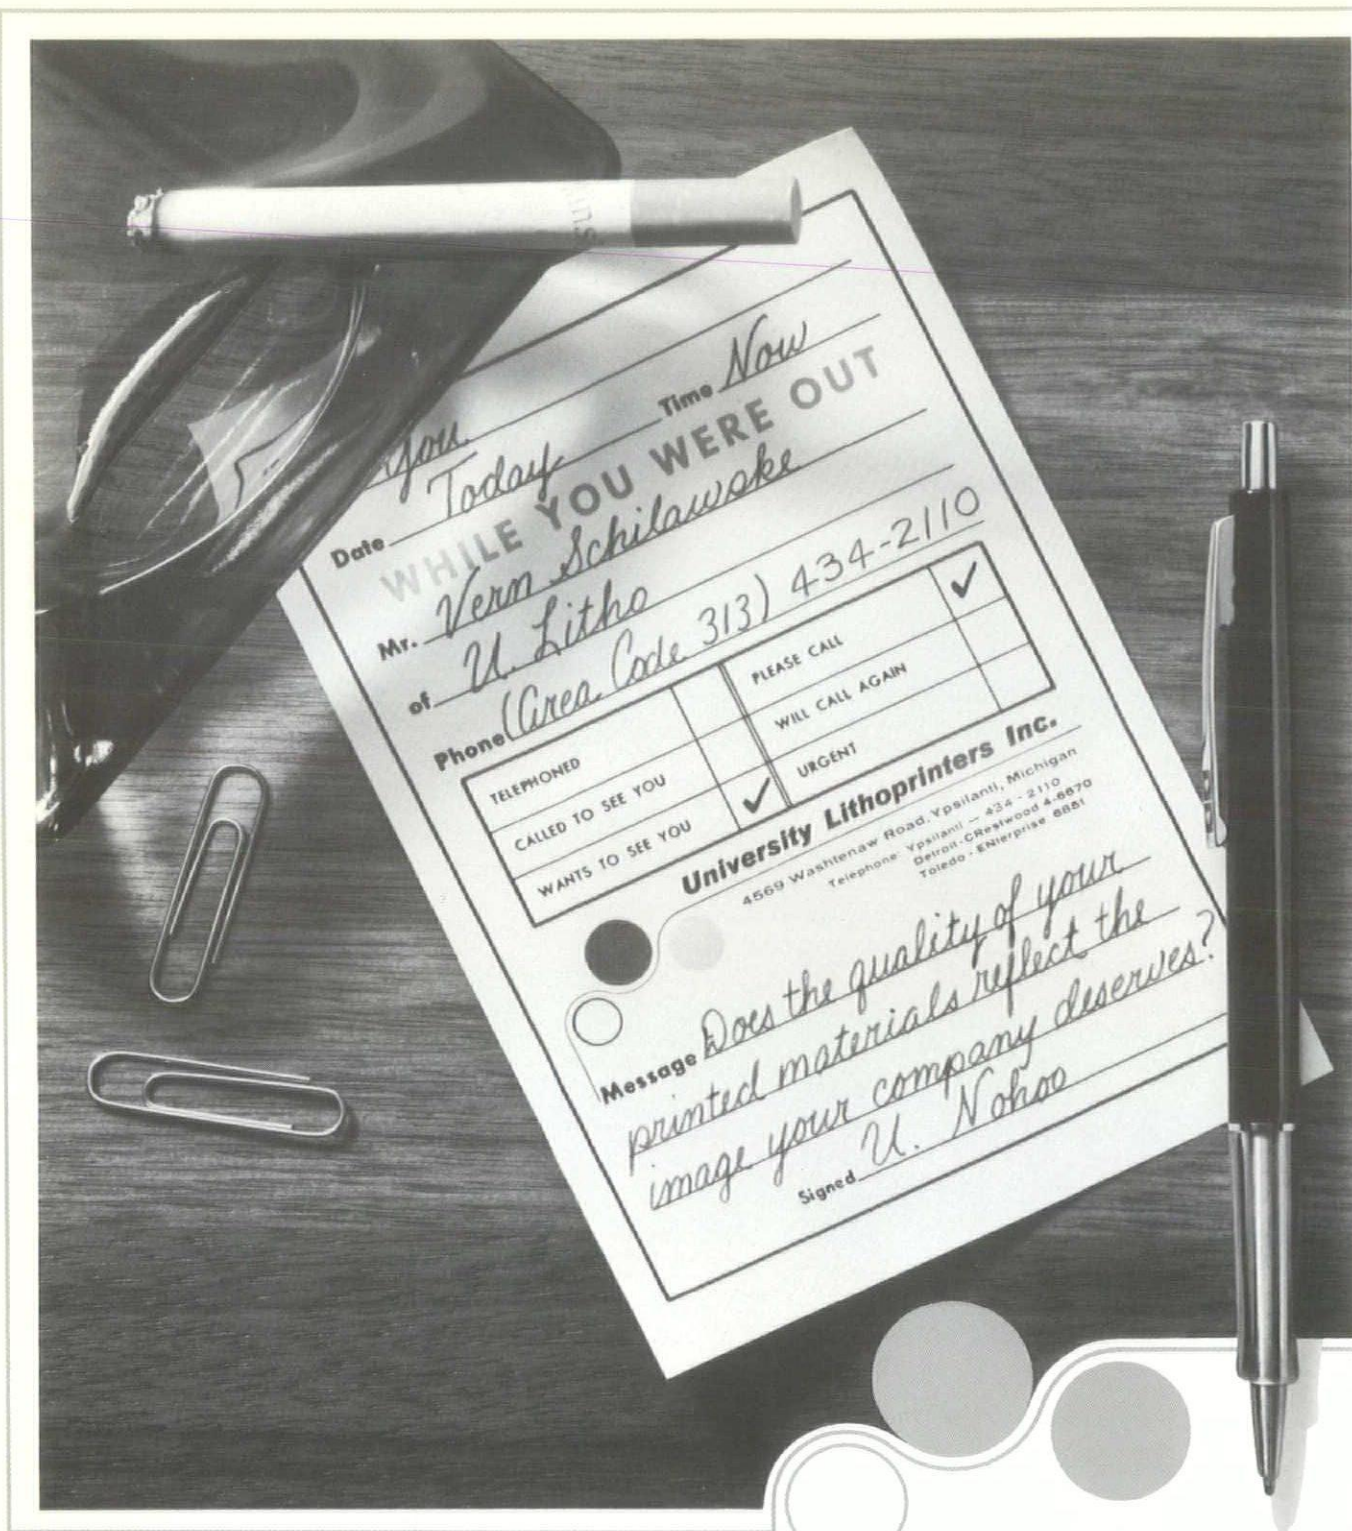 You
Date Today Time Now
WHILE YOU WERE OUT
Mr. Vern Schilawske
of U. Litho
Phone (Area Code 313) 434-2110
TELEPHONED
CALLED TO SEE YOU
WANTS TO SEE YOU ✓
PLEASE CALL ✓
WILL CALL AGAIN
URGENT
University Lithoprinters Inc.
4569 Washtenaw Road, Ypsilanti, Michigan
Telephone: Ypsilanti — 434-2110
Detroit-CRestwood 4-6870
Toledo - ENterprise 6881
Message Does the quality of your
printed materials reflect the
image your company deserves?
Signed U. Nohoo